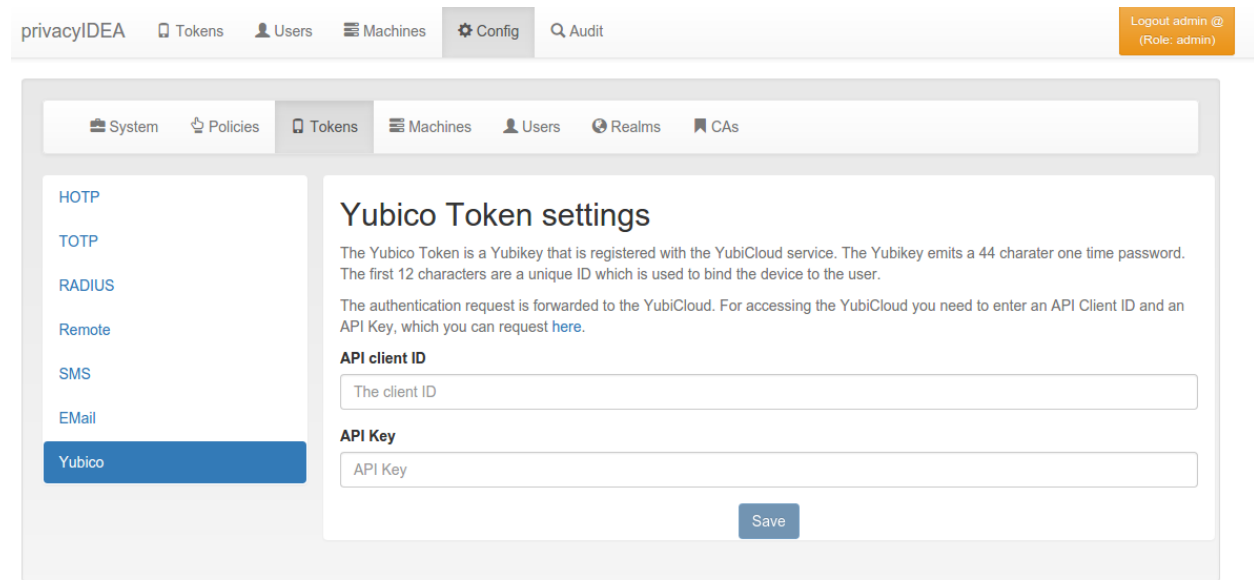 privacyIDEA Tokens Users Machines Config Audit
Logout admin @
(Role: admin)
System Policies Tokens Machines Users Realms CAs
HOTP
TOTP
RADIUS
Remote
SMS
EMail
Yubico
Yubico Token settings
The Yubico Token is a Yubikey that is registered with the YubiCloud service. The Yubikey emits a 44 charater one time password.
The first 12 characters are a unique ID which is used to bind the device to the user.
The authentication request is forwarded to the YubiCloud. For accessing the YubiCloud you need to enter an API Client ID and an
API Key, which you can request here.
API client ID
The client ID
API Key
API Key
Save